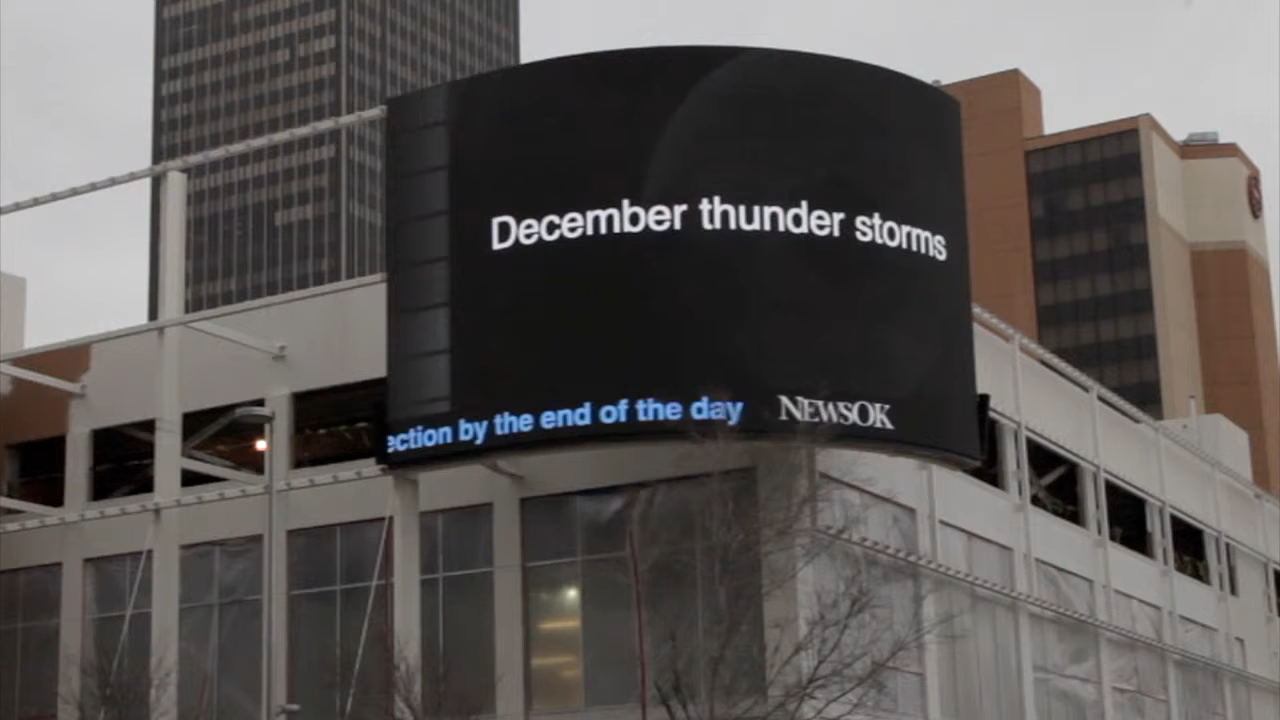 December thunder storms
ection by the end of the day
NEWSOK